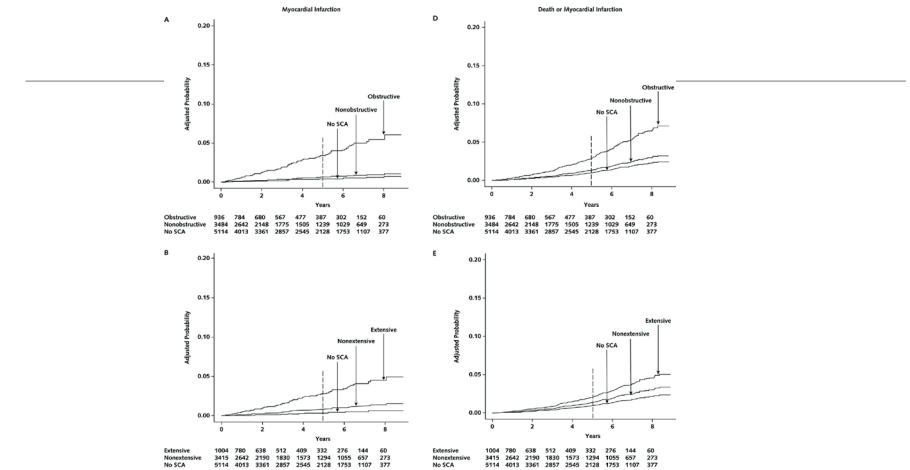 Myocardial Infarction
A
0.20
0.15
0.10
0.05
0.00
Adjusted Probability
Obstructive
Nonobstructive
No SCA
0 2 4 6 8
Years
Obstructive 936 784 680 567 477 387 302 152 60
Nonobstructive 3484 2642 2148 1775 1505 1239 1029 649 273
No SCA 5114 4013 3361 2857 2545 2128 1753 1107 377
Death or Myocardial Infarction
D
0.20
0.15
0.10
0.05
0.00
Adjusted Probability
Obstructive
Nonobstructive
No SCA
0 2 4 6 8
Years
Obstructive 936 784 680 567 477 387 302 152 60
Nonobstructive 3484 2642 2148 1775 1505 1239 1029 649 273
No SCA 5114 4013 3361 2857 2545 2128 1753 1107 377
B
0.20
0.15
0.10
0.05
0.00
Adjusted Probability
Extensive
Nonextensive
No SCA
0 2 4 6 8
Years
Extensive 1004 780 638 512 409 332 276 144 60
Nonextensive 3415 2642 2190 1830 1573 1294 1055 657 273
No SCA 5114 4013 3361 2857 2545 2128 1753 1107 377
E
0.20
0.15
0.10
0.05
0.00
Adjusted Probability
Extensive
Nonextensive
No SCA
0 2 4 6 8
Years
Extensive 1004 780 638 512 409 332 276 144 60
Nonextensive 3415 2642 2190 1830 1573 1294 1055 657 273
No SCA 5114 4013 3361 2857 2545 2128 1753 1107 377